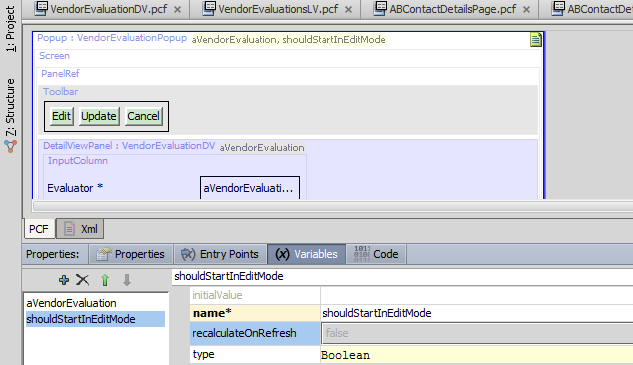 VendorEvaluationDV.pcf VendorEvaluationsLV.pcf ABContactDetailsPage.pcf ABContactDe
1: Project
Z: Structure
Popup : VendorEvaluationPopup aVendorEvaluation, shouldStartInEditMode
Screen
PanelRef
Toolbar
Edit Update Cancel
DetailViewPanel : VendorEvaluationDV aVendorEvaluation
InputColumn
Evaluator * aVendorEvaluati...
PCF Xml
Properties: Properties Entry Points (x) Variables Code
shouldStartInEditMode
aVendorEvaluation
shouldStartInEditMode
initialValue
name* shouldStartInEditMode
recalculateOnRefresh false
type Boolean